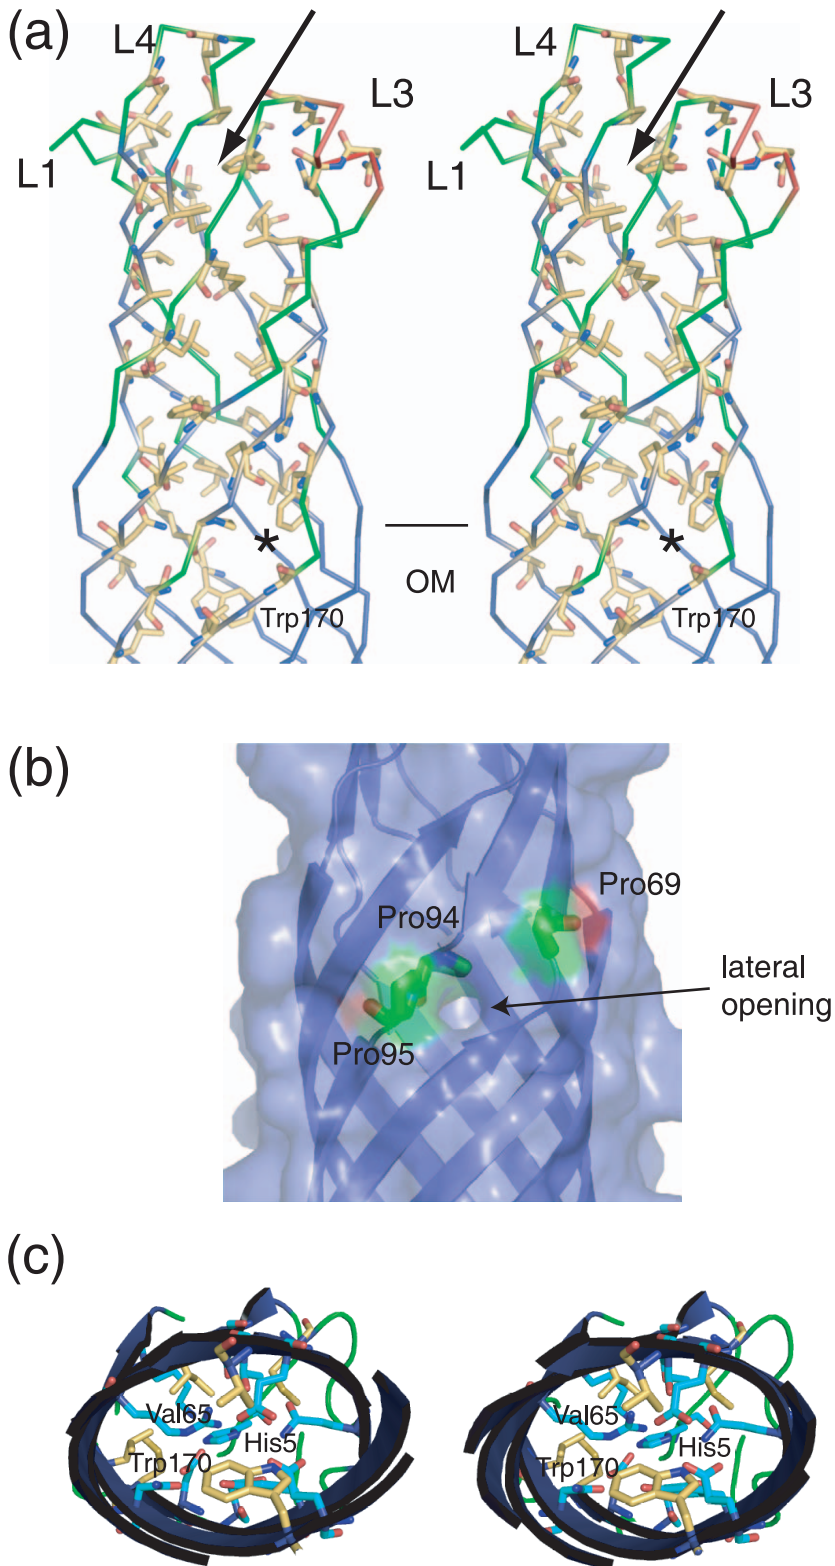 (a)
L4
L3
L1
L4
L3
L1
*
OM
*
Trp170
Trp170
(b)
Pro69
Pro94
lateral
opening
Pro95
(c)
Val65
His5
Trp170
Val65
His5
Trp170